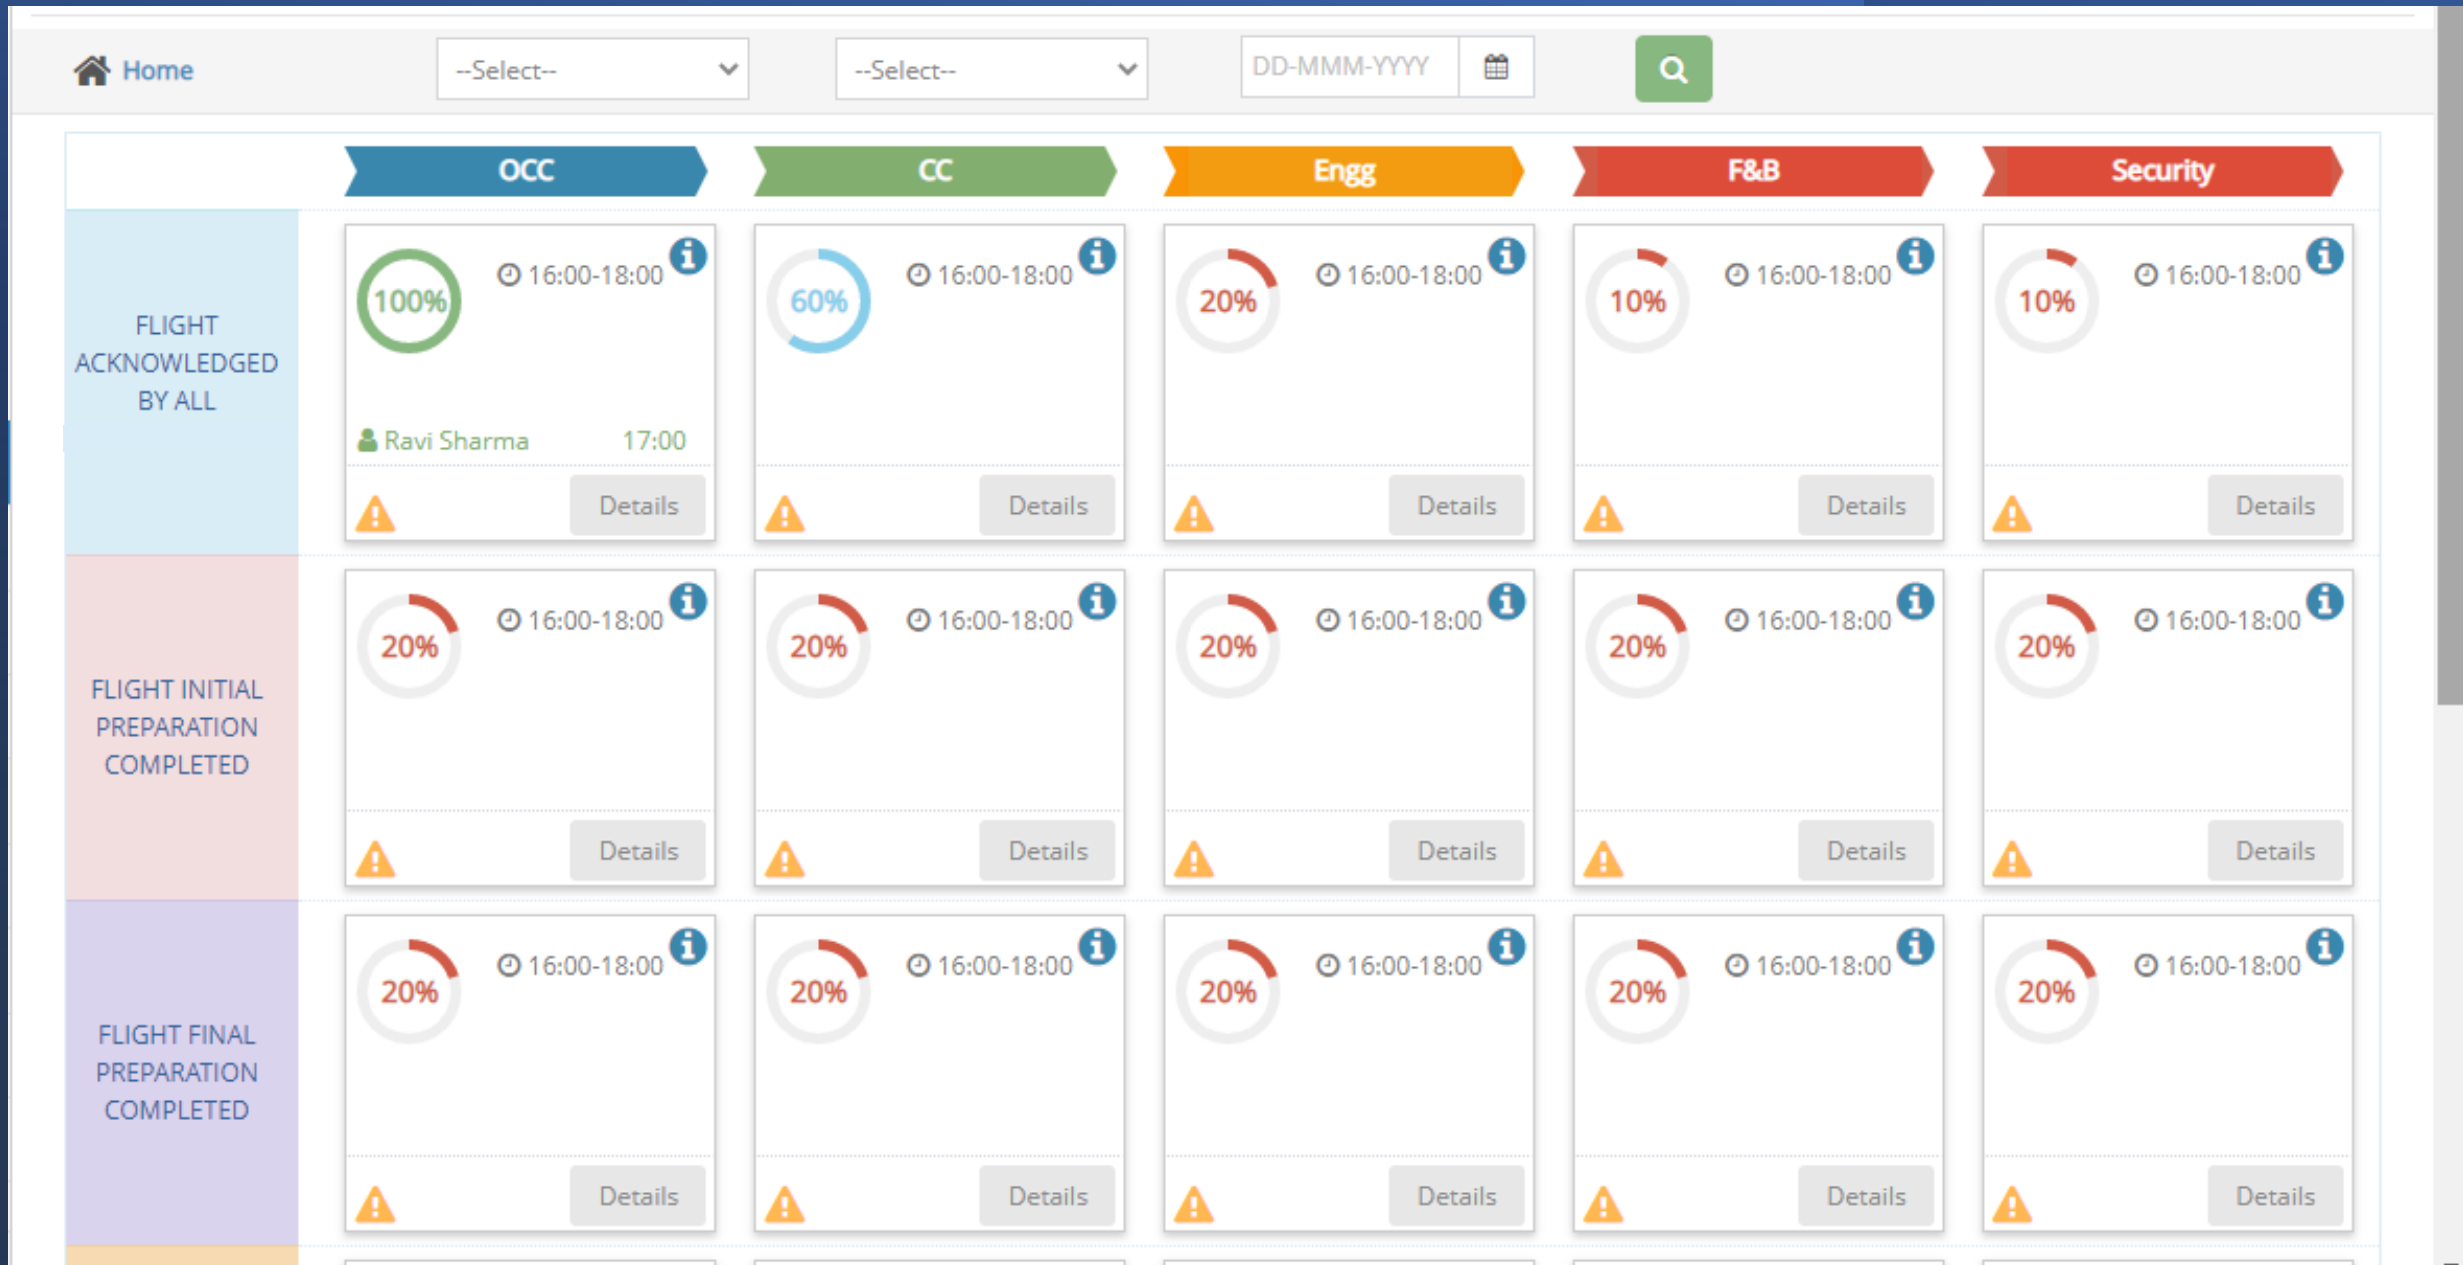 Home --Select-- --Select-- DD-MMM-YYYY
OCC CC Engg F&B Security
FLIGHT
ACKNOWLEDGED
BY ALL
100% 16:00-18:00
Ravi Sharma 17:00
Details
60% 16:00-18:00
Details
20% 16:00-18:00
Details
10% 16:00-18:00
Details
10% 16:00-18:00
Details
FLIGHT INITIAL
PREPARATION
COMPLETED
20% 16:00-18:00
Details
20% 16:00-18:00
Details
20% 16:00-18:00
Details
20% 16:00-18:00
Details
20% 16:00-18:00
Details
FLIGHT FINAL
PREPARATION
COMPLETED
20% 16:00-18:00
Details
20% 16:00-18:00
Details
20% 16:00-18:00
Details
20% 16:00-18:00
Details
20% 16:00-18:00
Details